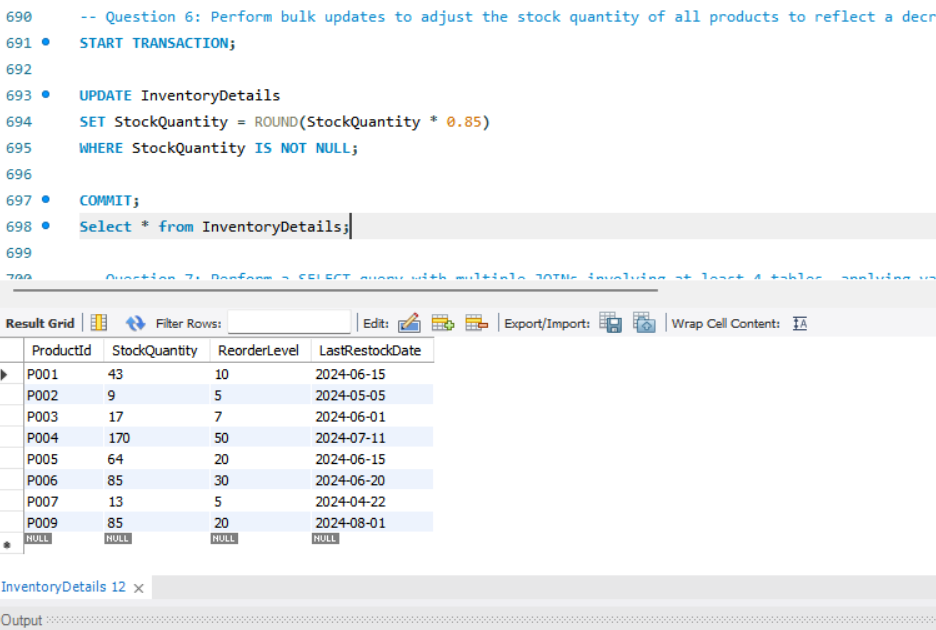 690 -- Question 6: Perform bulk updates to adjust the stock quantity of all products to reflect a decr
691 START TRANSACTION;
692
693 UPDATE InventoryDetails
694 SET StockQuantity = ROUND(StockQuantity * 0.85)
695 WHERE StockQuantity IS NOT NULL;
696
697 COMMIT;
698 Select * from InventoryDetails;
699
700 -- Question 7: Perform a SELECT query with multiple JOINs involving at least 4 tables, applying va
Result Grid Filter Rows: Edit: Export/Import: Wrap Cell Content: IA
ProductId StockQuantity ReorderLevel LastRestockDate
P001 43 10 2024-06-15
P002 9 5 2024-05-05
P003 17 7 2024-06-01
P004 170 50 2024-07-11
P005 64 20 2024-06-15
P006 85 30 2024-06-20
P007 13 5 2024-04-22
P009 85 20 2024-08-01
* NULL NULL NULL NULL
InventoryDetails 12 ×
Output